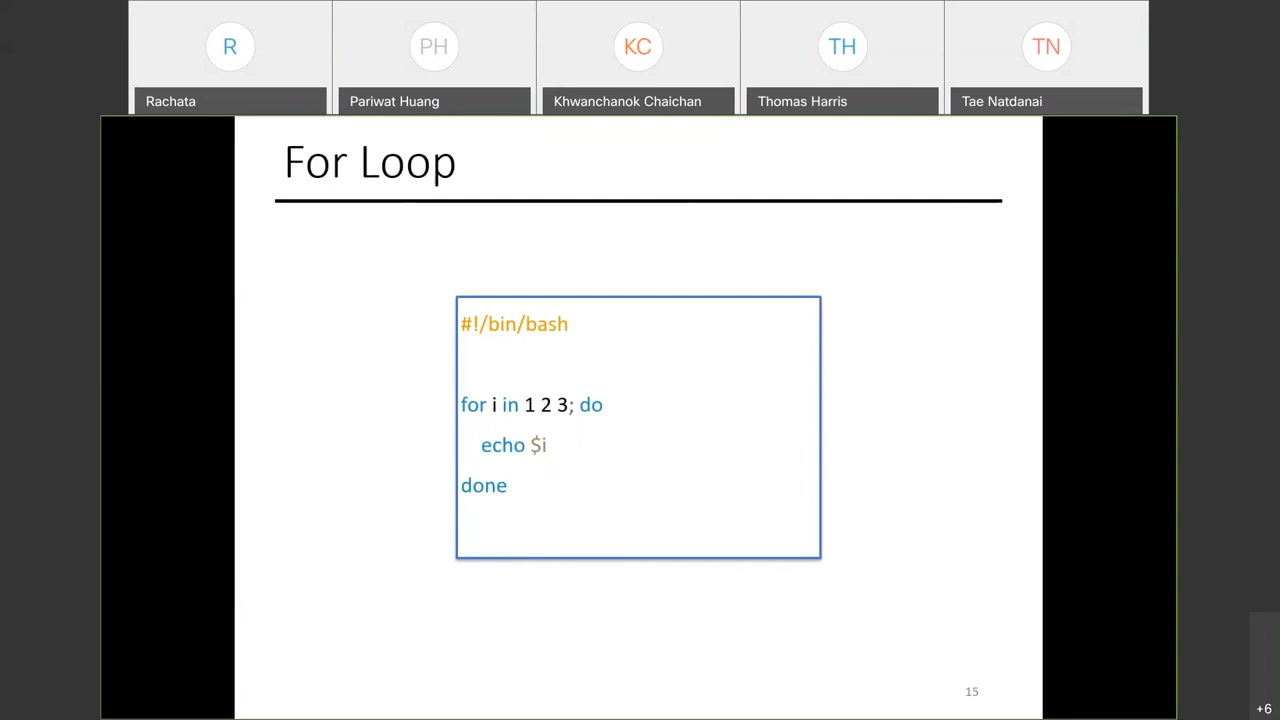 R
PH
KC
TH
TN
Rachata
Pariwat Huang
Khwanchanok Chaichan
Thomas Harris
Tae Natdanai
For Loop
#!/bin/bash
for i in 1 2 3; do
echo $i
done
15
+6